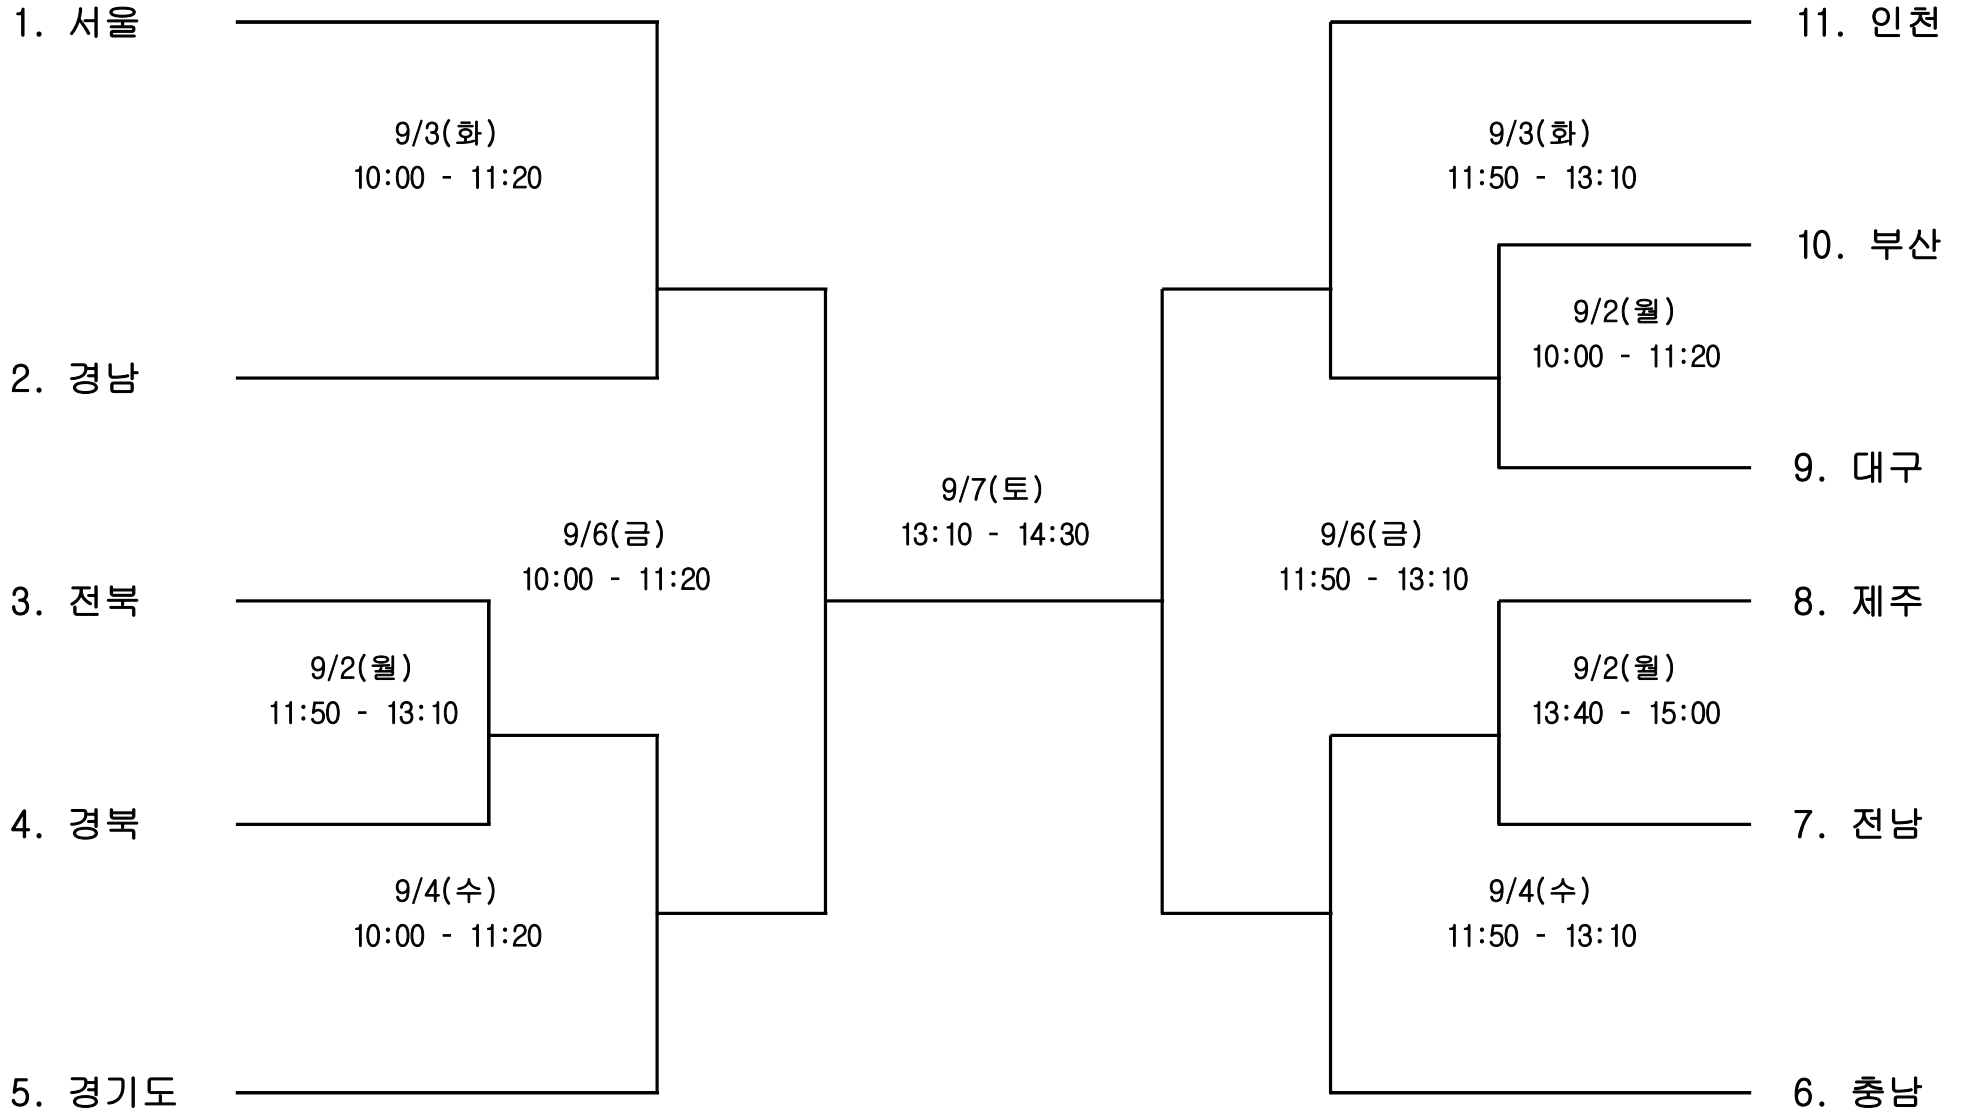 1. 서울
11. 인천
9/3(화)
10:00 - 11:20
9/3(화)
11:50 - 13:10
10. 부산
9/2(월)
10:00 - 11:20
2. 경남
9. 대구
9/7(토)
13:10 - 14:30
9/6(금)
10:00 - 11:20
9/6(금)
11:50 - 13:10
3. 전북
8. 제주
9/2(월)
11:50 - 13:10
9/2(월)
13:40 - 15:00
4. 경북
7. 전남
9/4(수)
10:00 - 11:20
9/4(수)
11:50 - 13:10
5. 경기도
6. 충남